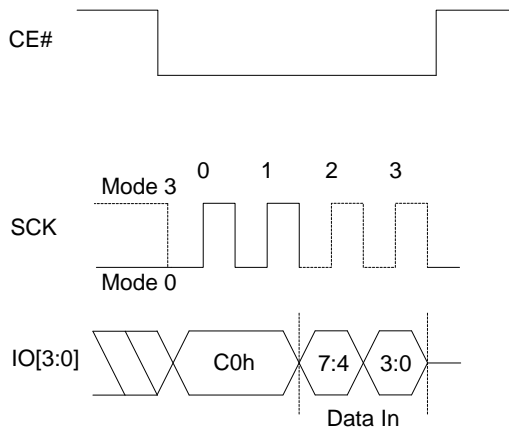 CE#
0 1 2 3
Mode 3
SCK
Mode 0
IO[3:0] C0h 7:4 3:0
Data In